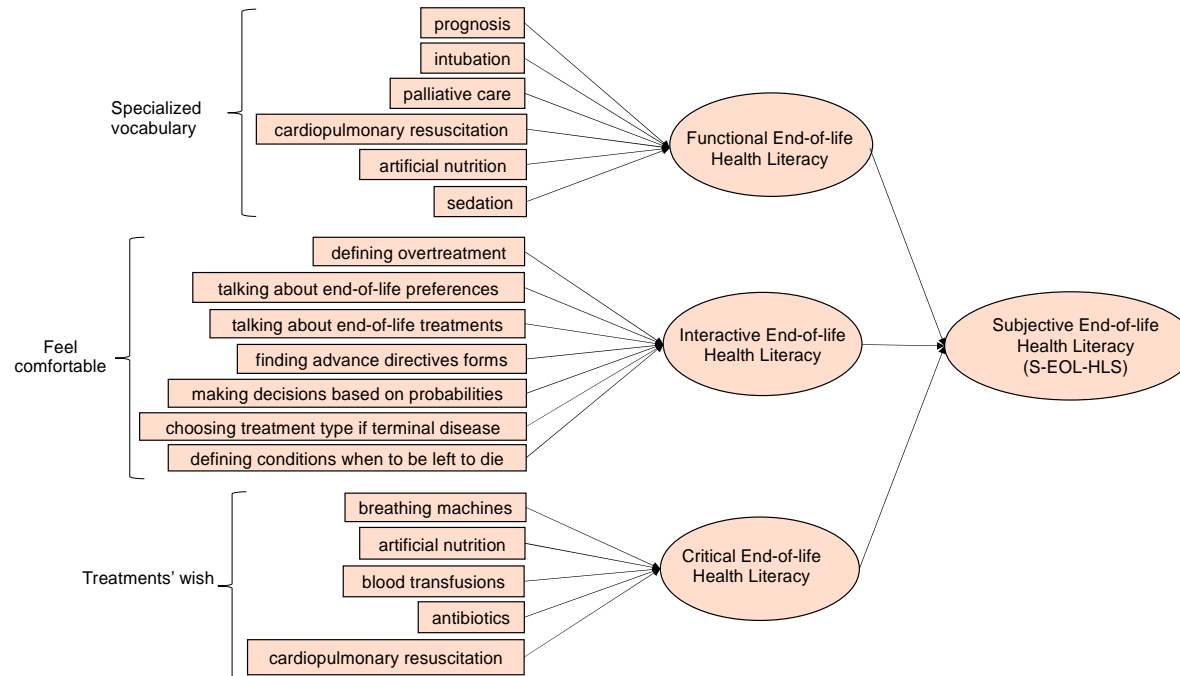 Specialized
vocabulary
prognosis
intubation
palliative care
cardiopulmonary resuscitation
artificial nutrition
sedation
Functional End-of-life
Health Literacy
Feel
comfortable
defining overtreatment
talking about end-of-life preferences
talking about end-of-life treatments
finding advance directives forms
making decisions based on probabilities
choosing treatment type if terminal disease
defining conditions when to be left to die
Interactive End-of-life
Health Literacy
Subjective End-of-life
Health Literacy
(S-EOL-HLS)
Treatments’ wish
breathing machines
artificial nutrition
blood transfusions
antibiotics
cardiopulmonary resuscitation
Critical End-of-life
Health Literacy